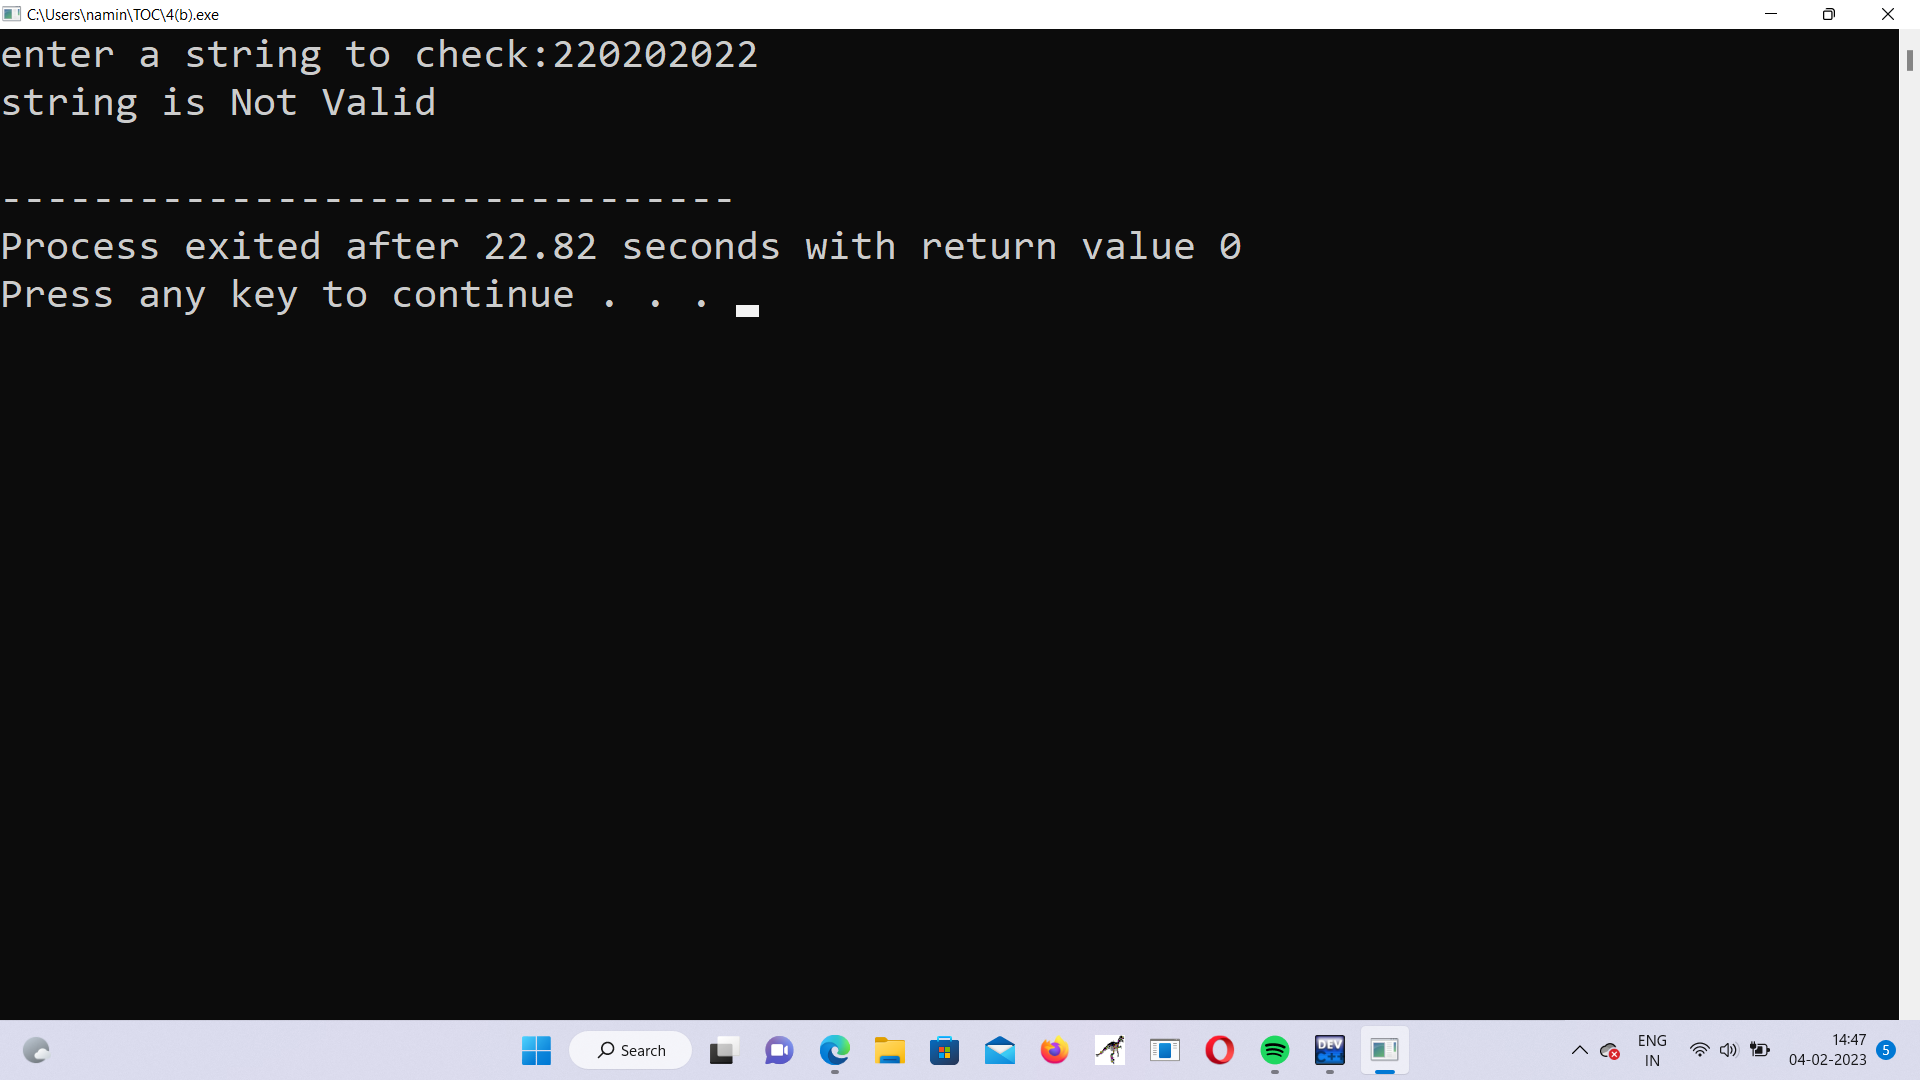 C:\Users\namin\TOC\4(b).exe
enter a string to check:220202022
string is Not Valid
--------------------------------
Process exited after 22.82 seconds with return value 0
Press any key to continue . . .
Search
DEV
C++
ENG
IN
14:47
04-02-2023
5